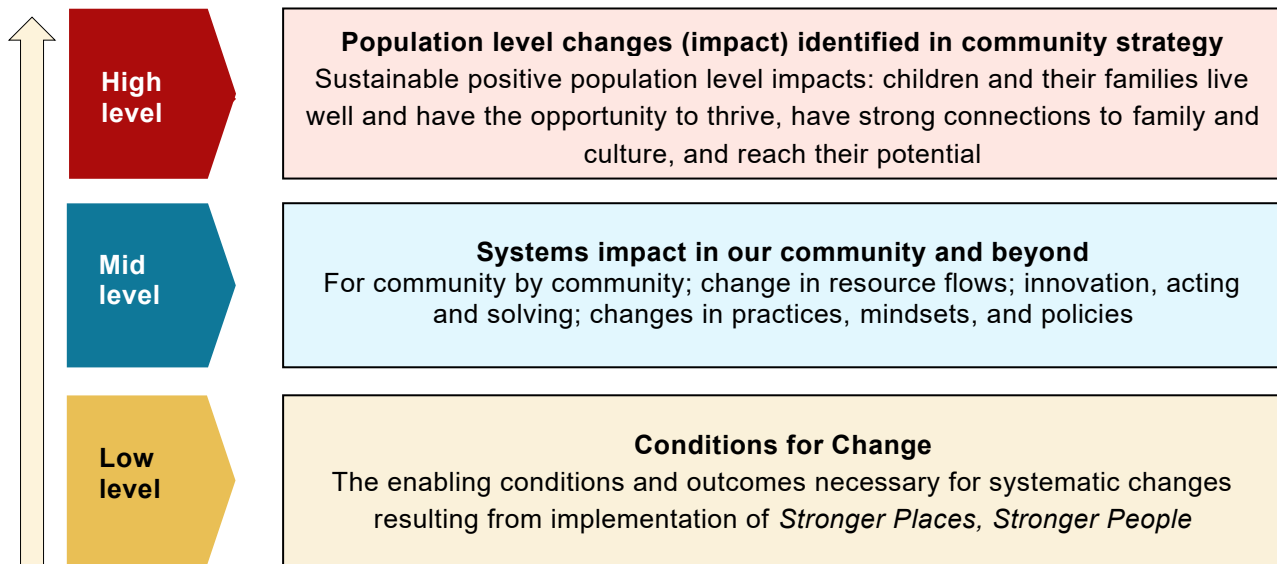 High
level
Population level changes (impact) identified in community strategy
Sustainable positive population level impacts: children and their families live
well and have the opportunity to thrive, have strong connections to family and
culture, and reach their potential
Mid
level
Systems impact in our community and beyond
For community by community; change in resource flows; innovation, acting
and solving; changes in practices, mindsets, and policies
Low
level
Conditions for Change
The enabling conditions and outcomes necessary for systematic changes
resulting from implementation of Stronger Places, Stronger People